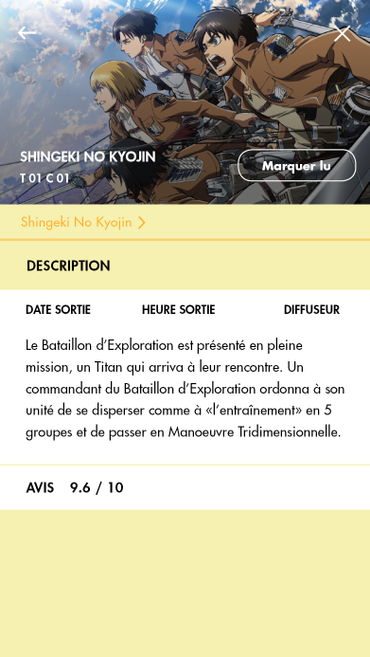 SHINGEKI NO KYOJIN
T 01 C 01
Marquer lu
Shingeki No Kyojin
DESCRIPTION
DATE SORTIE HEURE SORTIE DIFFUSEUR
Le Bataillon d’Exploration est présenté en pleine
mission, un Titan qui arriva à leur rencontre. Un
commandant du Bataillon d’Exploration ordonna à son
unité de se disperser comme à «l’entraînement» en 5
groupes et de passer en Manoeuvre Tridimensionnelle.
AVIS 9.6 / 10